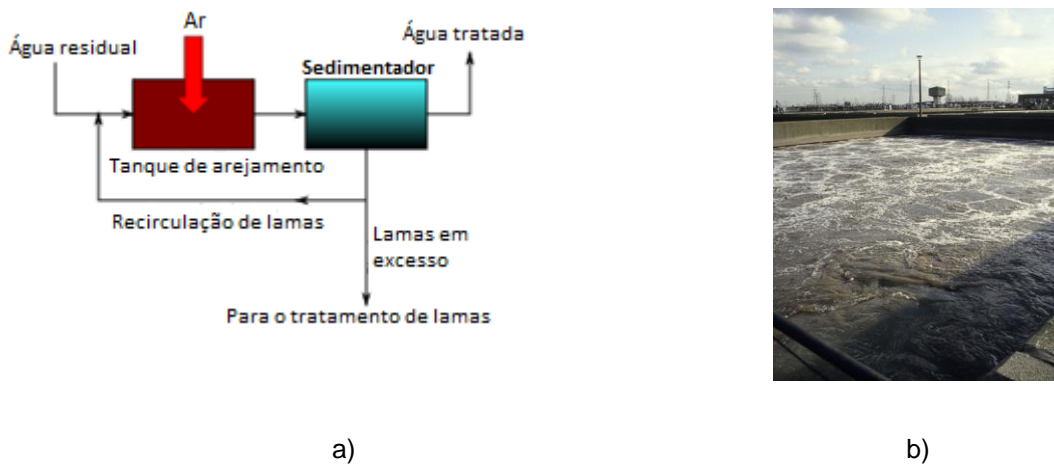 Ar
Água residual
Água tratada
Sedimentador
Tanque de arejamento
Recirculação de lamas
Lamas em
excesso
Para o tratamento de lamas
a)
b)